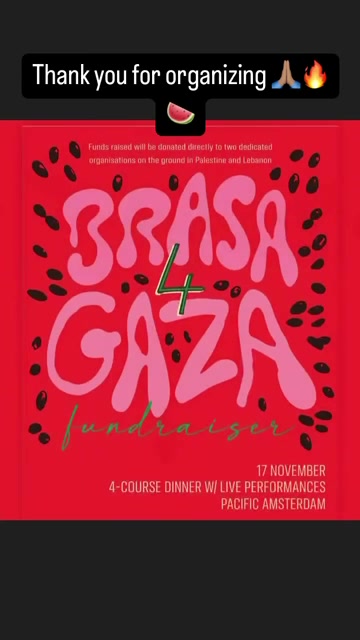 Thank you for organizing 🙏🏽🔥
🍉
Funds raised will be donated directly to two dedicated
organisations on the ground in Palestine and Lebanon
BRASA
4
GAZA
fundraiser
17 NOVEMBER
4-COURSE DINNER W/ LIVE PERFORMANCES
PACIFIC AMSTERDAM